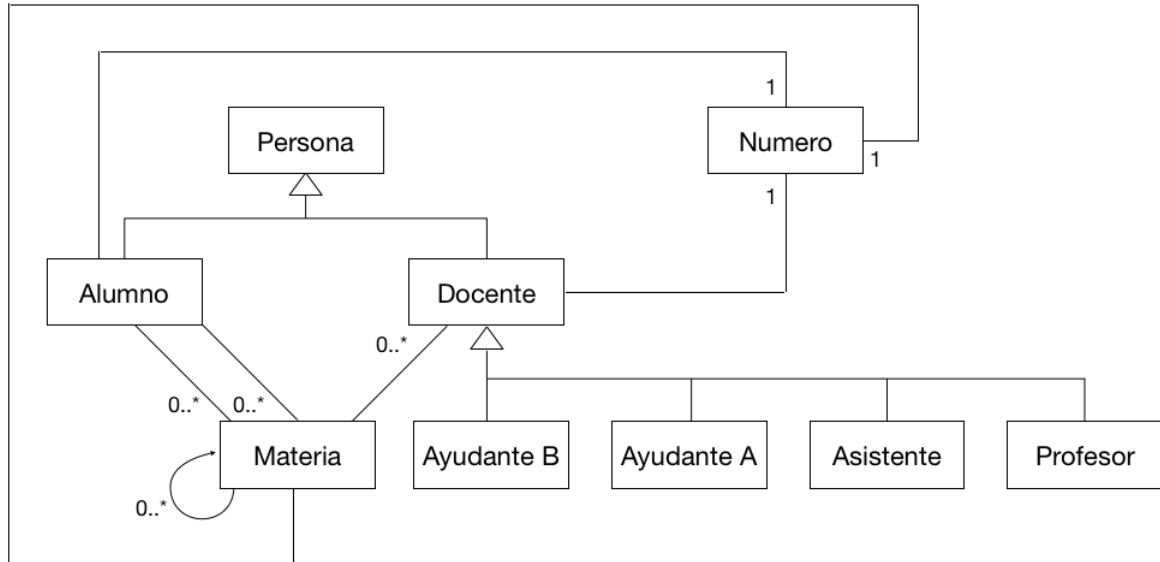 1
Persona
Numero
1
1
Alumno
Docente
0..*
0..*
0..*
Materia
Ayudante B
Ayudante A
Asistente
Profesor
0..*